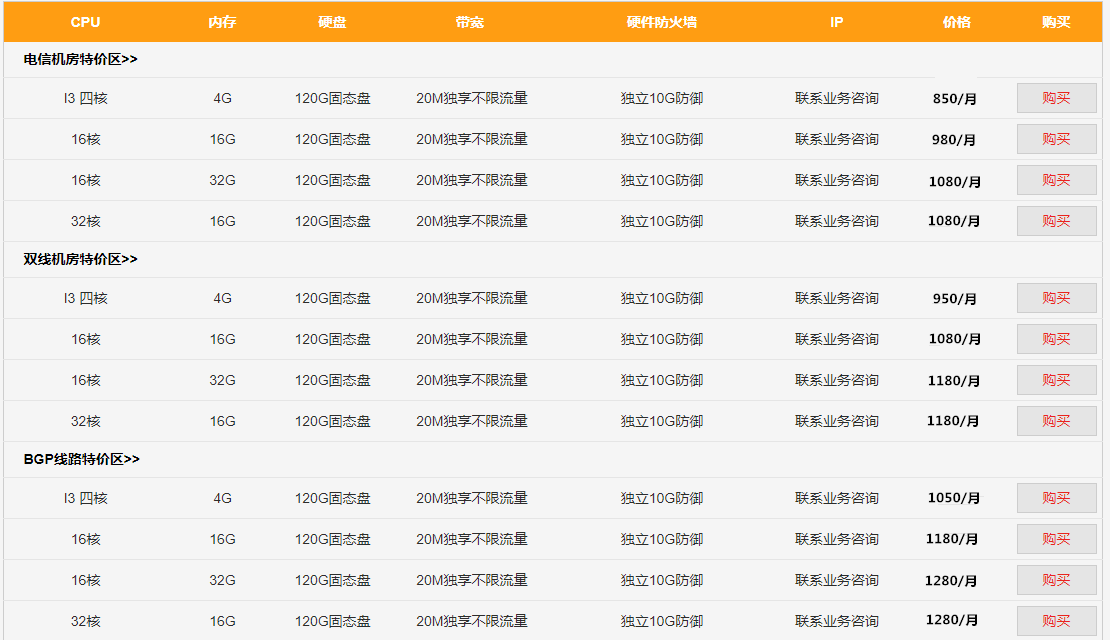 CPU 内存 硬盘 带宽 硬件防火墙 IP 价格 购买
电信机房特价区>>
I3 四核 4G 120G固态盘 20M独享不限流量 独立10G防御 联系业务咨询 850/月 购买
16核 16G 120G固态盘 20M独享不限流量 独立10G防御 联系业务咨询 980/月 购买
16核 32G 120G固态盘 20M独享不限流量 独立10G防御 联系业务咨询 1080/月 购买
32核 16G 120G固态盘 20M独享不限流量 独立10G防御 联系业务咨询 1080/月 购买
双线机房特价区>>
I3 四核 4G 120G固态盘 20M独享不限流量 独立10G防御 联系业务咨询 950/月 购买
16核 16G 120G固态盘 20M独享不限流量 独立10G防御 联系业务咨询 1080/月 购买
16核 32G 120G固态盘 20M独享不限流量 独立10G防御 联系业务咨询 1180/月 购买
32核 16G 120G固态盘 20M独享不限流量 独立10G防御 联系业务咨询 1180/月 购买
BGP线路特价区>>
I3 四核 4G 120G固态盘 20M独享不限流量 独立10G防御 联系业务咨询 1050/月 购买
16核 16G 120G固态盘 20M独享不限流量 独立10G防御 联系业务咨询 1180/月 购买
16核 32G 120G固态盘 20M独享不限流量 独立10G防御 联系业务咨询 1280/月 购买
32核 16G 120G固态盘 20M独享不限流量 独立10G防御 联系业务咨询 1280/月 购买